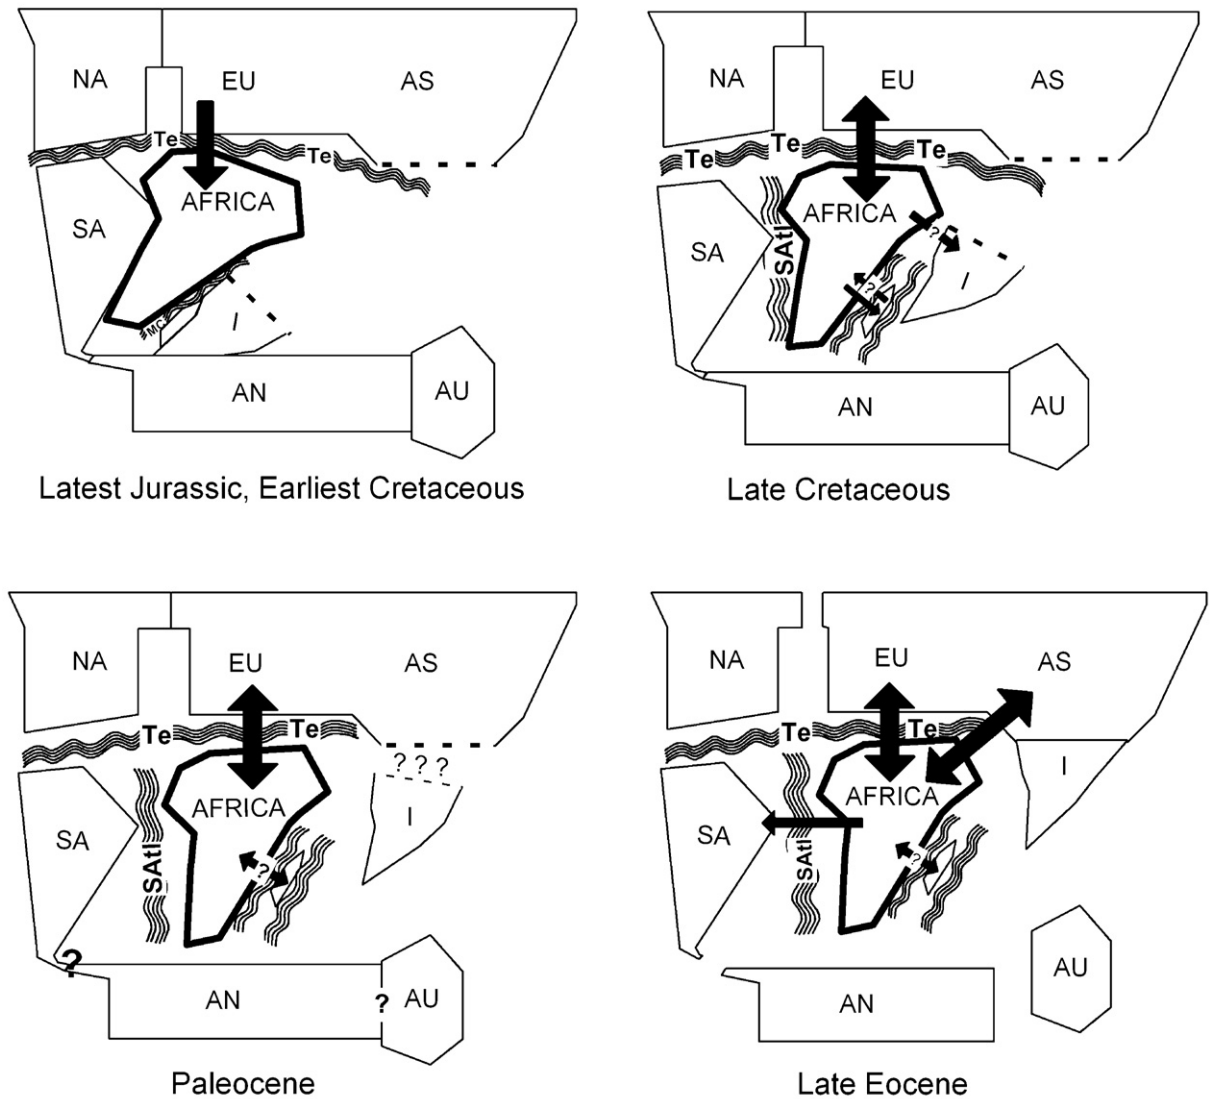 NA EU AS
Te
Te
AFRICA
SA
MC
I
AN AU
Latest Jurassic, Earliest Cretaceous
NA EU AS
Te Te Te
AFRICA
SA SAtl
?
?
I
AN AU
Late Cretaceous
NA EU AS
Te Te
? ? ?
AFRICA
SA SAtl I
?
?
AN ? AU
Paleocene
NA EU AS
Te Te
I
AFRICA
SA SAtl
?
AU
AN
Late Eocene